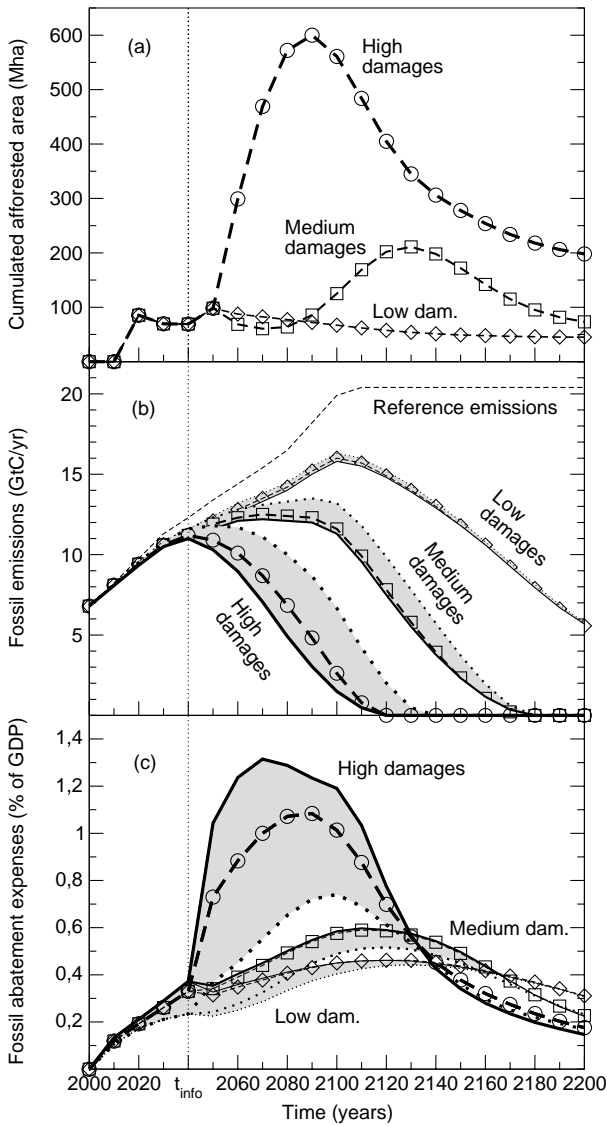 Cumulated afforested area (Mha)
600
500
400
300
200
100
(a)
High
damages
Medium
damages
Low dam.
Fossil emissions (GtC/yr)
20
15
10
5
(b)
Reference emissions
Low
damages
Medium
damages
High
damages
Fossil abatement expenses (% of GDP)
1,4
1,2
1
0,8
0,6
0,4
0,2
0
(c)
High damages
Medium dam.
Low dam.
2000 2020 t_info 2060 2080 2100 2120 2140 2160 2180 2200
Time (years)